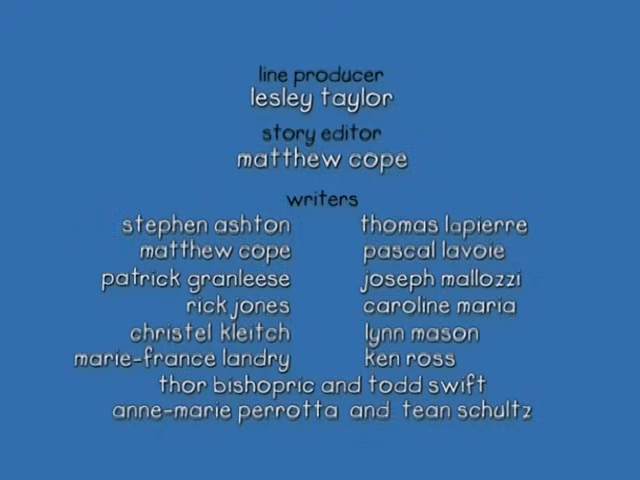 line producer
lesley taylor
story editor
matthew cope
writers
stephen ashton thomas lapierre
matthew cope pascal lavoie
patrick granleese joseph mallozzi
rick jones caroline maria
christel kleitch lynn mason
marie-france landry ken ross
thor bishopric and todd swift
anne-marie perrotta and tean schultz